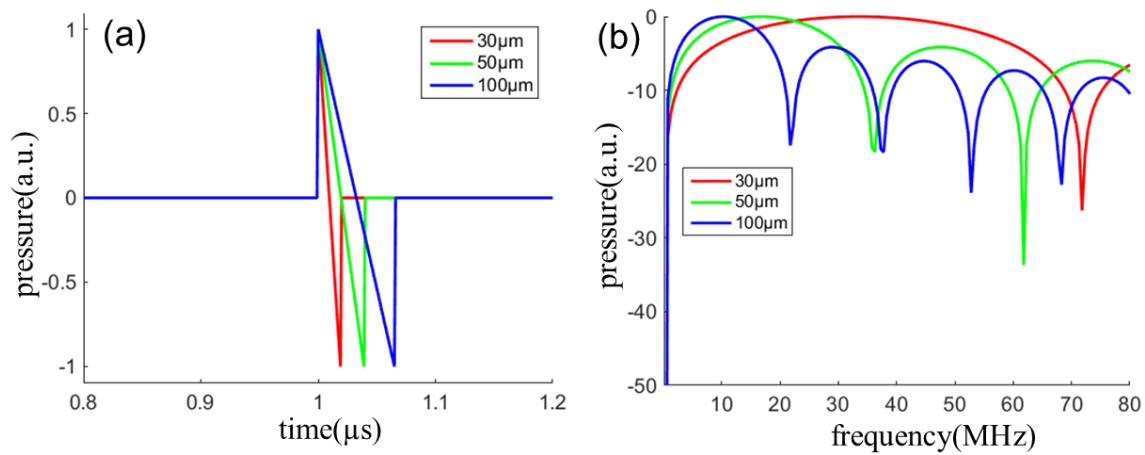 (a)
30µm
50µm
100µm
1
0.5
0
-0.5
-1
pressure(a.u.)
0.8
0.9
1
1.1
1.2
time(µs)
(b)
0
-10
-20
-30
-40
-50
pressure(a.u.)
30µm
50µm
100µm
10
20
30
40
50
60
70
80
frequency(MHz)